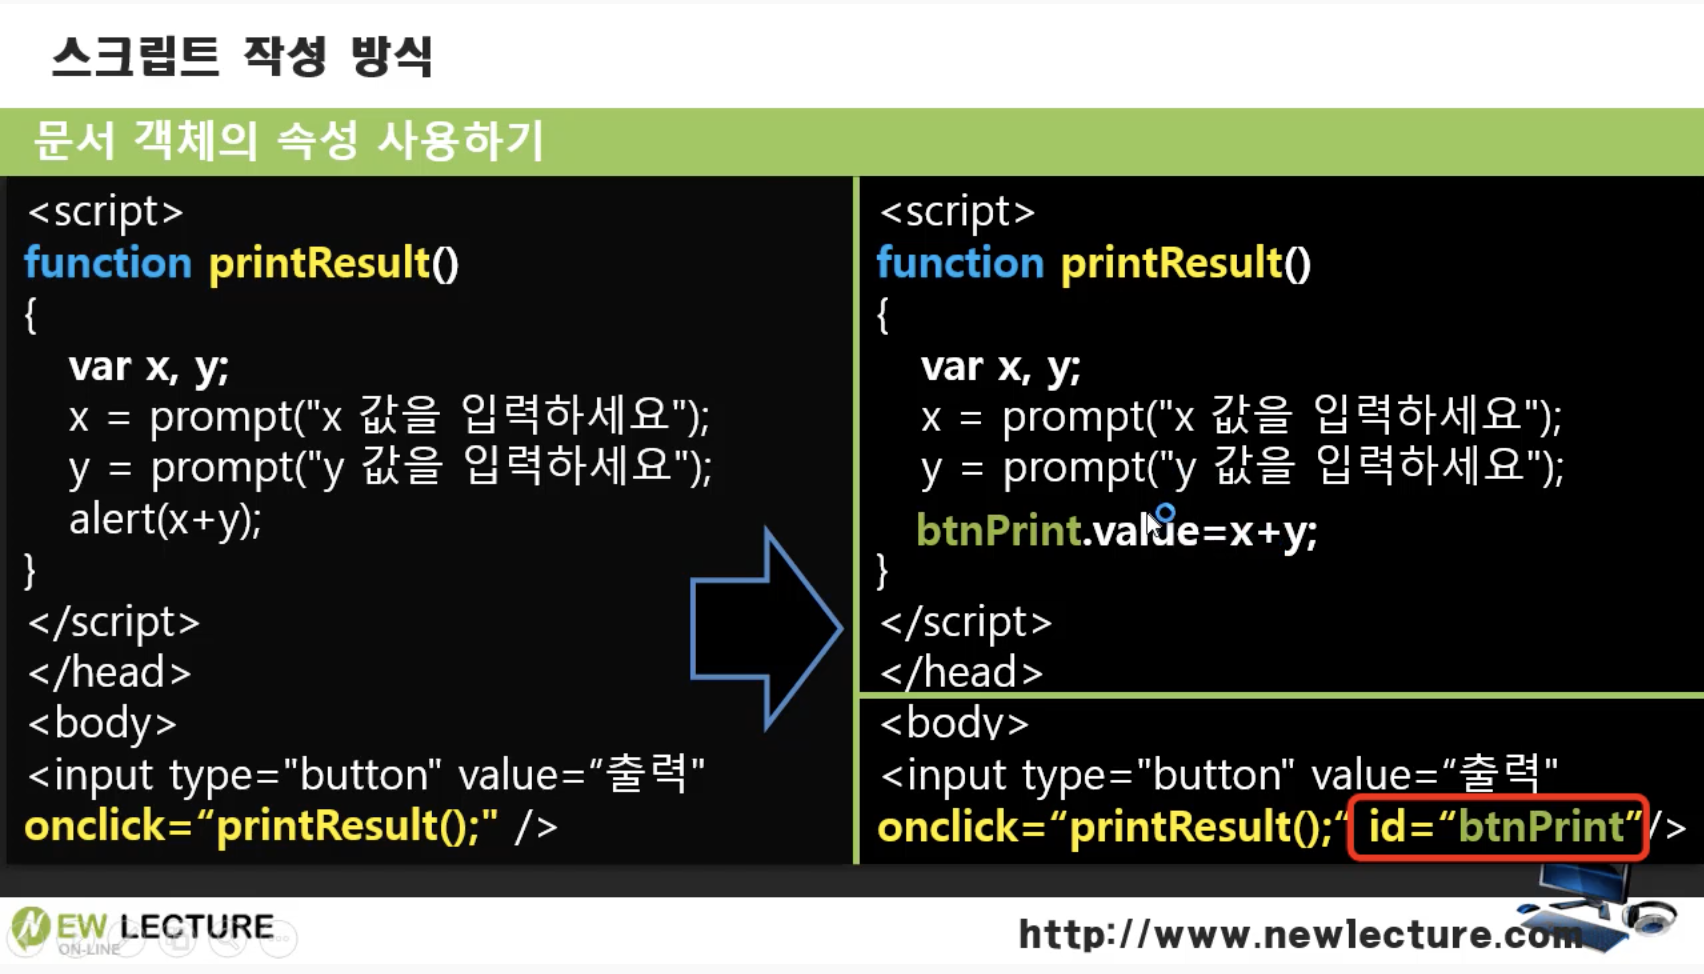 스크립트 작성 방식
문서 객체의 속성 사용하기
<script>
function printResult()
{
var x, y;
x = prompt("x 값을 입력하세요");
y = prompt("y 값을 입력하세요");
alert(x+y);
}
</script>
</head>
<body>
<input type="button" value=“출력"
onclick=“printResult();" />
<script>
function printResult()
{
var x, y;
x = prompt("x 값을 입력하세요");
y = prompt("y 값을 입력하세요");
btnPrint.value=x+y;
}
</script>
</head>
<body>
<input type="button" value=“출력"
onclick=“printResult();“ id=“btnPrint”/>
NEW LECTURE
ON-LINE
http://www.newlecture.com